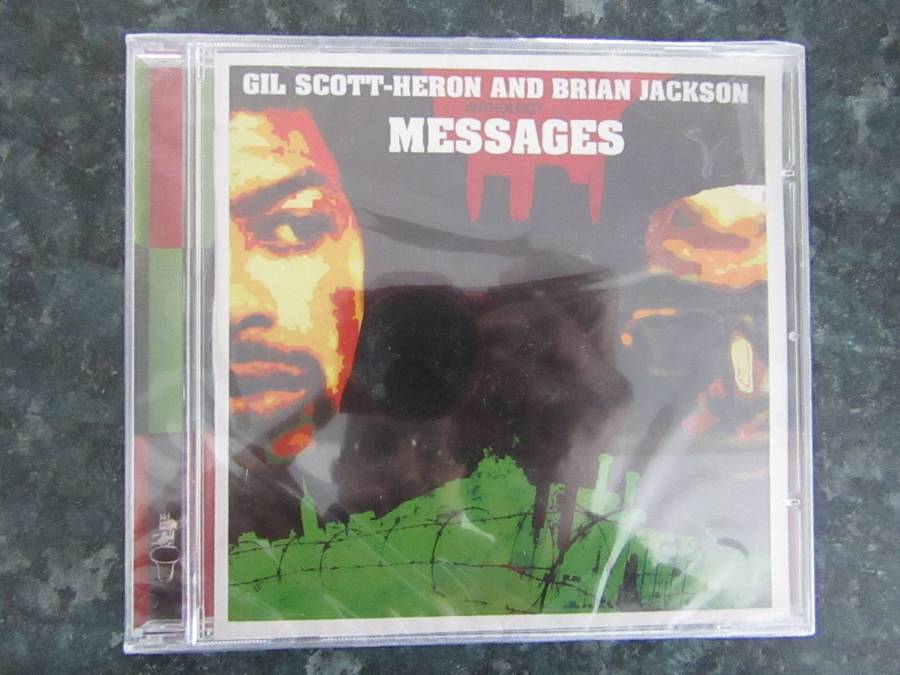 GIL SCOTT-HERON AND BRIAN JACKSON
ANTHOLOGY
MESSAGES